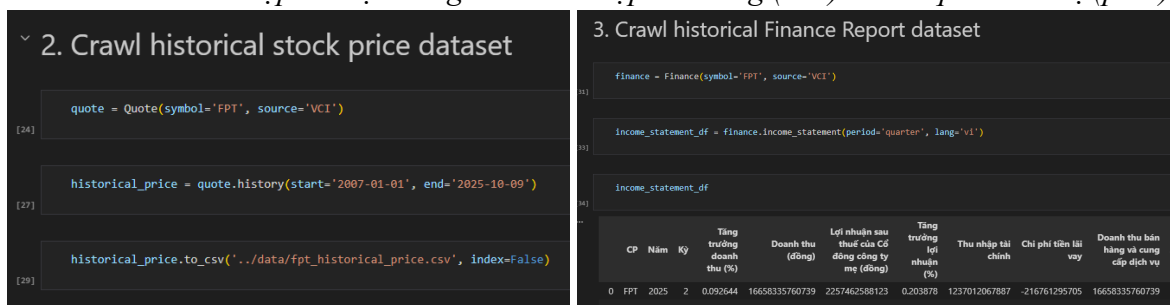 2. Crawl historical stock price dataset
quote = Quote(symbol='FPT', source='VCI')
[24]
historical_price = quote.history(start='2007-01-01', end='2025-10-09')
[27]
historical_price.to_csv('../data/fpt_historical_price.csv', index=False)
[29]
3. Crawl historical Finance Report dataset
finance = Finance(symbol='FPT', source='VCI')
31]
income_statement_df = finance.income_statement(period='quarter', lang='vi')
33]
income_statement_df
34]
...
CP Năm Kỳ Tăng trưởng doanh thu (%) Doanh thu (đồng) Lợi nhuận sau thuế của Cổ đông công ty mẹ (đồng) Tăng trưởng lợi nhuận (%) Thu nhập tài chính Chi phí tiền lãi vay Doanh thu bán hàng và cung cấp dịch vụ
0 FPT 2025 2 0.092644 16658335760739 2257462588123 0.203878 1237012067887 -216761295705 16658335760739